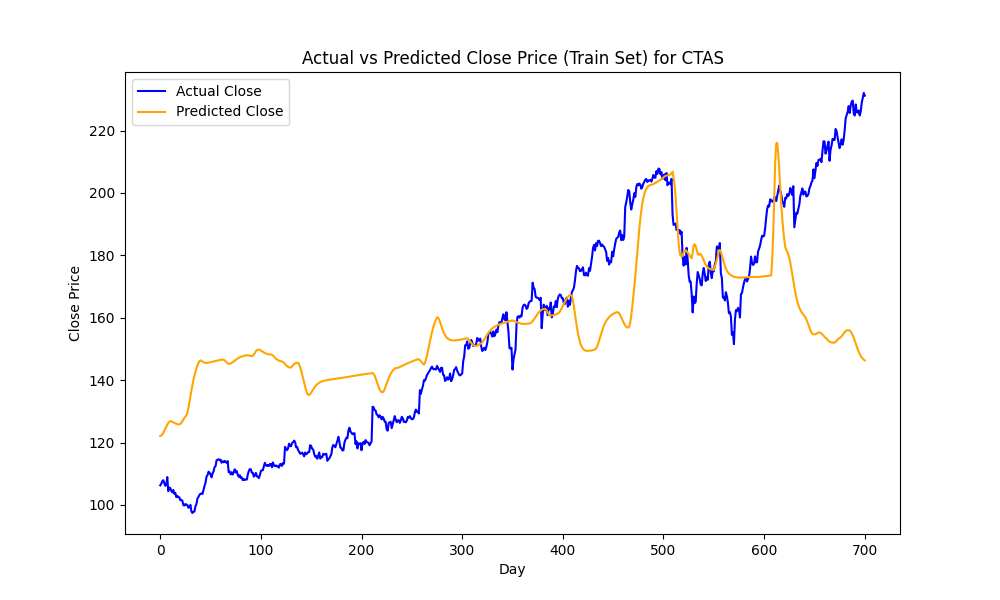 Actual vs Predicted Close Price (Train Set) for CTAS
Actual Close
Predicted Close
Close Price
220
200
180
160
140
120
100
0 100 200 300 400 500 600 700
Day